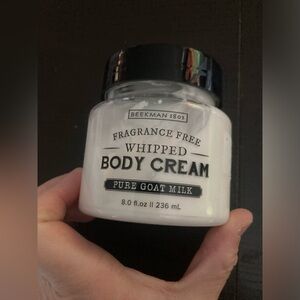 BEEKMAN 1802
FRAGRANCE FREE
WHIPPED
BODY CREAM
PURE GOAT MILK
8.0 fl.oz || 236 mL